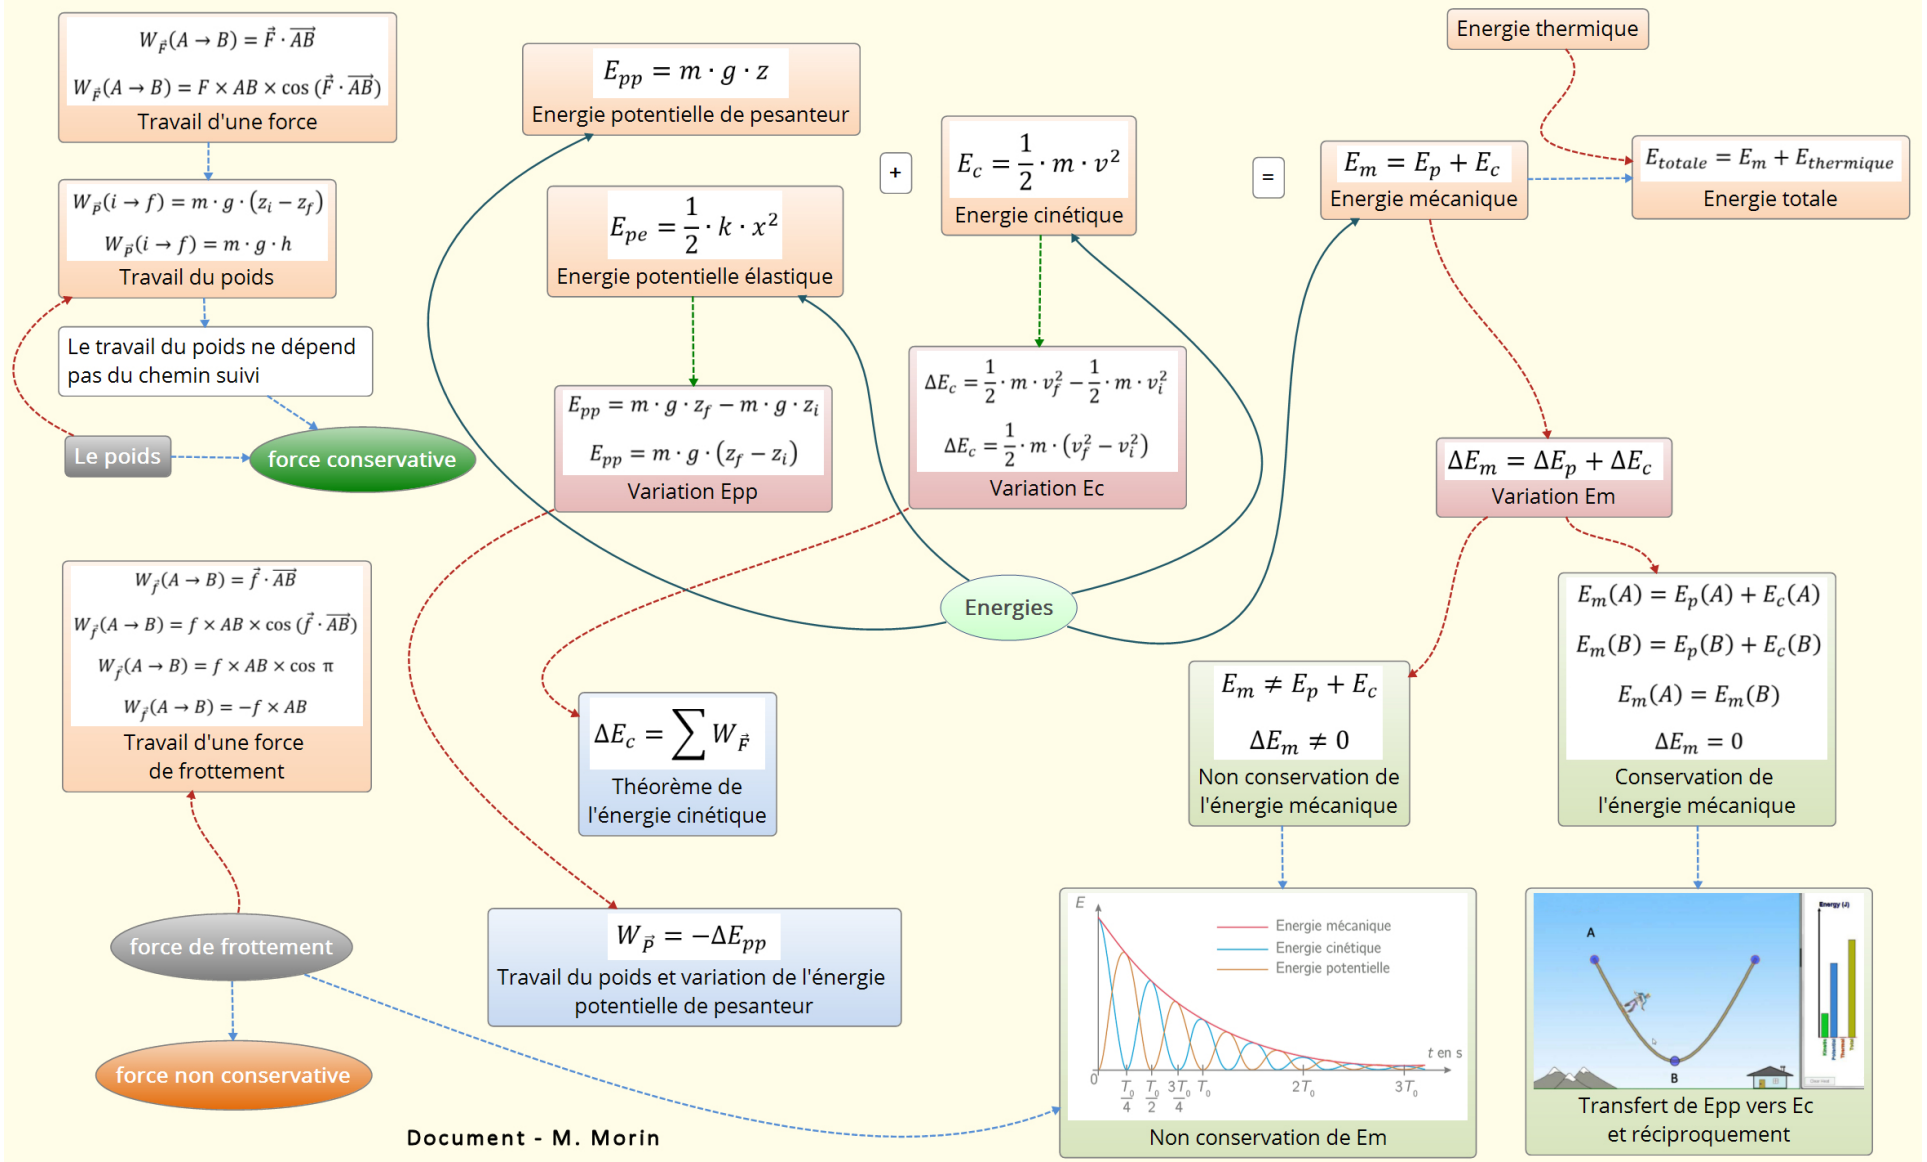 W_F⃗(A → B) = F⃗ · AB⃗
W_F⃗(A → B) = F × AB × cos (F⃗ · AB⃗)
Travail d'une force
W_P⃗(i → f) = m · g · (z_i − z_f)
W_P⃗(i → f) = m · g · h
Travail du poids
Le travail du poids ne dépend
pas du chemin suivi
Le poids
force conservative
W_f⃗(A → B) = f⃗ · AB⃗
W_f⃗(A → B) = f × AB × cos (f⃗ · AB⃗)
W_f⃗(A → B) = f × AB × cos π
W_f⃗(A → B) = −f × AB
Travail d'une force
de frottement
force de frottement
force non conservative
E_pp = m · g · z
Energie potentielle de pesanteur
E_pe = 1/2 · k · x²
Energie potentielle élastique
+
E_c = 1/2 · m · v²
Energie cinétique
=
E_m = E_p + E_c
Energie mécanique
Energie thermique
E_totale = E_m + E_thermique
Energie totale
E_pp = m · g · z_f − m · g · z_i
E_pp = m · g · (z_f − z_i)
Variation Epp
ΔE_c = 1/2 · m · v_f² − 1/2 · m · v_i²
ΔE_c = 1/2 · m · (v_f² − v_i²)
Variation Ec
ΔE_m = ΔE_p + ΔE_c
Variation Em
Energies
ΔE_c = ∑ W_F⃗
Théorème de
l'énergie cinétique
W_P⃗ = −ΔE_pp
Travail du poids et variation de l'énergie
potentielle de pesanteur
E_m ≠ E_p + E_c
ΔE_m ≠ 0
Non conservation de
l'énergie mécanique
E_m(A) = E_p(A) + E_c(A)
E_m(B) = E_p(B) + E_c(B)
E_m(A) = E_m(B)
ΔE_m = 0
Conservation de
l'énergie mécanique
E
Energie mécanique
Energie cinétique
Energie potentielle
t en s
0
T₀/4
T₀/2
3T₀/4
T₀
2T₀
3T₀
Non conservation de Em
A
B
Energy (J)
Kinetic
Potential
Thermal
Total
Transfert de Epp vers Ec
et réciproquement
Document - M. Morin